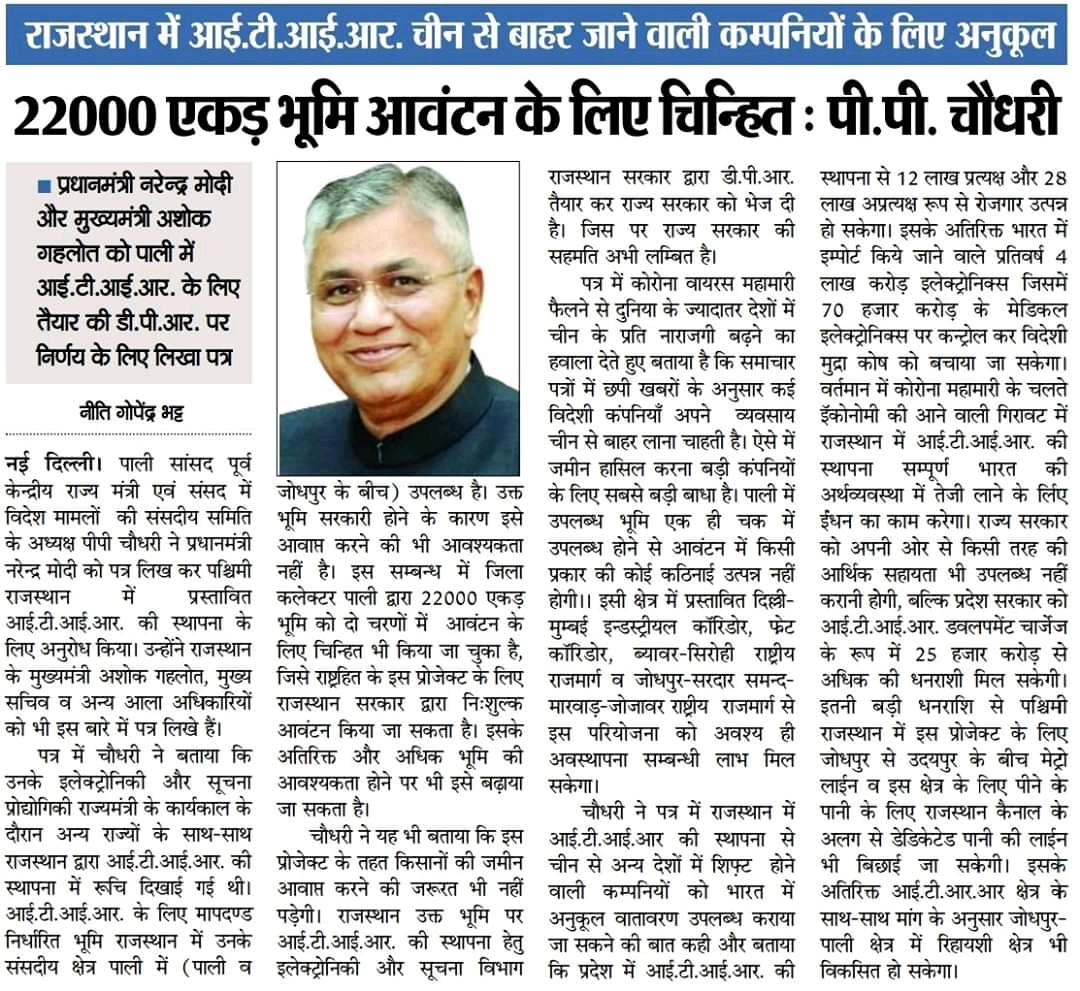 राजस्थान में आई.टी.आई.आर. चीन से बाहर जाने वाली कम्पनियों के लिए अनुकूल
22000 एकड़ भूमि आवंटन के लिए चिन्हित : पी.पी. चौधरी
■ प्रधानमंत्री नरेन्द्र मोदी
और मुख्यमंत्री अशोक
गहलोत को पाली में
आई.टी.आई.आर. के लिए
तैयार की डी.पी.आर. पर
निर्णय के लिए लिखा पत्र
नीति गोपेंद्र भट्ट
नई दिल्ली। पाली सांसद पूर्व
केन्द्रीय राज्य मंत्री एवं संसद में
विदेश मामलों की संसदीय समिति
के अध्यक्ष पीपी चौधरी ने प्रधानमंत्री
नरेन्द्र मोदी को पत्र लिख कर पश्चिमी
राजस्थान में प्रस्तावित
आई.टी.आई.आर. की स्थापना के
लिए अनुरोध किया। उन्होंने राजस्थान
के मुख्यमंत्री अशोक गहलोत, मुख्य
सचिव व अन्य आला अधिकारियों
को भी इस बारे में पत्र लिखे हैं।
पत्र में चौधरी ने बताया कि
उनके इलेक्ट्रोनिकी और सूचना
प्रोद्योगिकी राज्यमंत्री के कार्यकाल के
दौरान अन्य राज्यों के साथ-साथ
राजस्थान द्वारा आई.टी.आई.आर. की
स्थापना में रूचि दिखाई गई थी।
आई.टी.आई.आर. के लिए मापदण्ड
निर्धारित भूमि राजस्थान में उनके
संसदीय क्षेत्र पाली में (पाली व
जोधपुर के बीच) उपलब्ध है। उक्त
भूमि सरकारी होने के कारण इसे
आवाप्त करने की भी आवश्यकता
नहीं है। इस सम्बन्ध में जिला
कलेक्टर पाली द्वारा 22000 एकड़
भूमि को दो चरणों में आवंटन के
लिए चिन्हित भी किया जा चुका है,
जिसे राष्ट्रहित के इस प्रोजेक्ट के लिए
राजस्थान सरकार द्वारा निःशुल्क
आवंटन किया जा सकता है। इसके
अतिरिक्त और अधिक भूमि की
आवश्यकता होने पर भी इसे बढ़ाया
जा सकता है।
चौधरी ने यह भी बताया कि इस
प्रोजेक्ट के तहत किसानों की जमीन
आवाप्त करने की जरूरत भी नहीं
पड़ेगी। राजस्थान उक्त भूमि पर
आई.टी.आई.आर. की स्थापना हेतु
इलेक्ट्रोनिकी और सूचना विभाग
राजस्थान सरकार द्वारा डी.पी.आर.
तैयार कर राज्य सरकार को भेज दी
है। जिस पर राज्य सरकार की
सहमति अभी लम्बित है।
पत्र में कोरोना वायरस महामारी
फैलने से दुनिया के ज्यादातर देशों में
चीन के प्रति नाराजगी बढ़ने का
हवाला देते हुए बताया है कि समाचार
पत्रों में छपी खबरों के अनुसार कई
विदेशी कंपनियाँ अपने व्यवसाय
चीन से बाहर लाना चाहती है। ऐसे में
जमीन हासिल करना बड़ी कंपनियों
के लिए सबसे बड़ी बाधा है। पाली में
उपलब्ध भूमि एक ही चक में
उपलब्ध होने से आवंटन में किसी
प्रकार की कोई कठिनाई उत्पन्न नहीं
होगी।। इसी क्षेत्र में प्रस्तावित दिल्ली-
मुम्बई इन्डस्ट्रीयल कॉरिडोर, फ्रेट
कॉरिडोर, ब्यावर-सिरोही राष्ट्रीय
राजमार्ग व जोधपुर-सरदार समन्द-
मारवाड़-जोजावर राष्ट्रीय राजमार्ग से
इस परियोजना को अवश्य ही
अवस्थापना सम्बन्धी लाभ मिल
सकेगा।
चौधरी ने पत्र में राजस्थान में
आई.टी.आई.आर की स्थापना से
चीन से अन्य देशों में शिफ्ट होने
वाली कम्पनियों को भारत में
अनुकूल वातावरण उपलब्ध कराया
जा सकने की बात कही और बताया
कि प्रदेश में आई.टी.आई.आर. की
स्थापना से 12 लाख प्रत्यक्ष और 28
लाख अप्रत्यक्ष रूप से रोजगार उत्पन्न
हो सकेगा। इसके अतिरिक्त भारत में
इम्पोर्ट किये जाने वाले प्रतिवर्ष 4
लाख करोड़ इलेक्ट्रोनिक्स जिसमें
70 हजार करोड़ के मेडिकल
इलेक्ट्रोनिक्स पर कन्ट्रोल कर विदेशी
मुद्रा कोष को बचाया जा सकेगा।
वर्तमान में कोरोना महामारी के चलते
इॅकोनोमी की आने वाली गिरावट में
राजस्थान में आई.टी.आई.आर. की
स्थापना सम्पूर्ण भारत की
अर्थव्यवस्था में तेजी लाने के र्लिए
ईंधन का काम करेगा। राज्य सरकार
को अपनी ओर से किसी तरह की
आर्थिक सहायता भी उपलब्ध नहीं
करानी होगी, बल्कि प्रदेश सरकार को
आई.टी.आई.आर. डवलपमेंट चार्जेज
के रूप में 25 हजार करोड़ से
अधिक की धनराशी मिल सकेगी।
इतनी बड़ी धनराशि से पश्चिमी
राजस्थान में इस प्रोजेक्ट के लिए
जोधपुर से उदयपुर के बीच मेट्रो
लाईन व इस क्षेत्र के लिए पीने के
पानी के लिए राजस्थान कैनाल के
अलग से डेडिकेटेड पानी की लाईन
भी बिछाई जा सकेगी। इसके
अतिरिक्त आई.टी.आर.आर क्षेत्र के
साथ-साथ मांग के अनुसार जोधपुर-
पाली क्षेत्र में रिहायशी क्षेत्र भी
विकसित हो सकेगा।